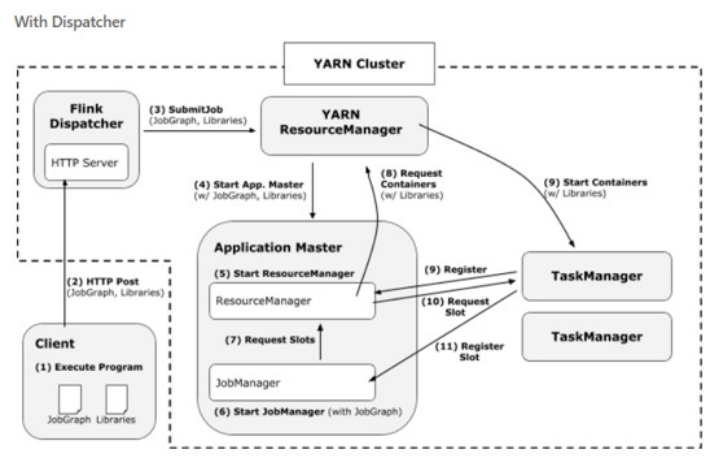 With Dispatcher
YARN Cluster
Flink
Dispatcher
HTTP Server
(3) SubmitJob
(JobGraph, Libraries)
YARN
ResourceManager
(4) Start App. Master
(w/ JobGraph, Libraries)
(8) Request
Containers
(w/ Libraries)
(9) Start Containers
(w/ Libraries)
(2) HTTP Post
(JobGraph, Libraries)
Application Master
(5) Start ResourceManager
ResourceManager
(7) Request Slots
JobManager
(6) Start JobManager (with JobGraph)
(9) Register
(10) Request
Slot
(11) Register
Slot
TaskManager
TaskManager
Client
(1) Execute Program
JobGraph Libraries